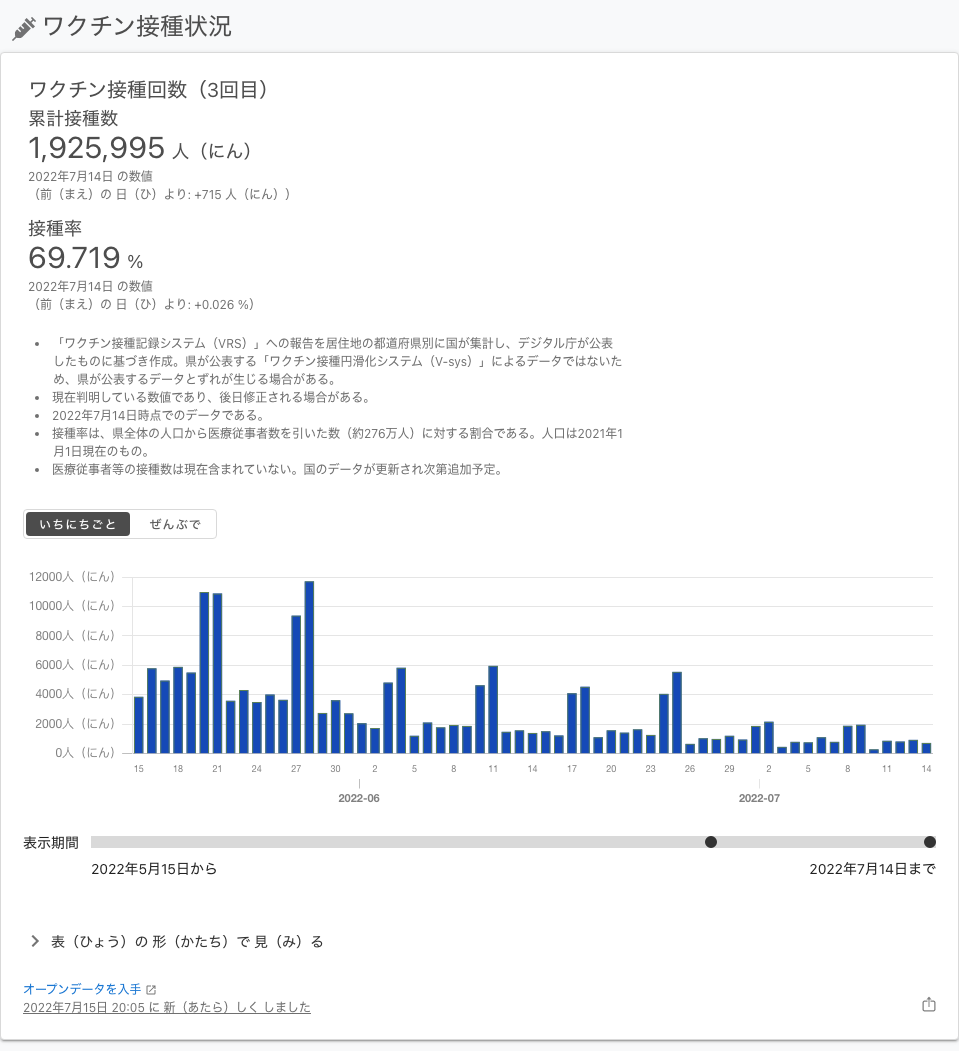 ワクチン接種状況
ワクチン接種回数（3回目）
累計接種数
1,925,995 人（にん）
2022年7月14日 の数値
（前（まえ）の 日（ひ）より: +715 人（にん））
接種率
69.719 %
2022年7月14日 の数値
（前（まえ）の 日（ひ）より: +0.026 %）
• 「ワクチン接種記録システム（VRS）」への報告を居住地の都道府県別に国が集計し、デジタル庁が公表
したものに基づき作成。県が公表する「ワクチン接種円滑化システム（V-sys）」によるデータではないた
め、県が公表するデータとずれが生じる場合がある。
• 現在判明している数値であり、後日修正される場合がある。
• 2022年7月14日時点でのデータである。
• 接種率は、県全体の人口から医療従事者数を引いた数（約276万人）に対する割合である。人口は2021年1
月1日現在のもの。
• 医療従事者等の接種数は現在含まれていない。国のデータが更新され次第追加予定。
いちにちごと ぜんぶで
12000人（にん）
10000人（にん）
8000人（にん）
6000人（にん）
4000人（にん）
2000人（にん）
0人（にん）
15 18 21 24 27 30 2 5 8 11 14 17 20 23 26 29 2 5 8 11 14
2022-06 2022-07
表示期間
2022年5月15日から 2022年7月14日まで
表（ひょう）の 形（かたち）で 見（み）る
オープンデータを入手
2022年7月15日 20:05 に 新（あたら）しく しました